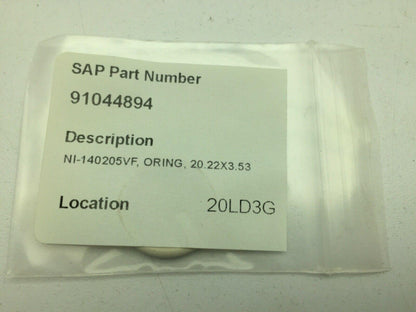 SAP Part Number
91044894
Description
NI-140205VF, ORING, 20.22X3.53
Location 20LD3G